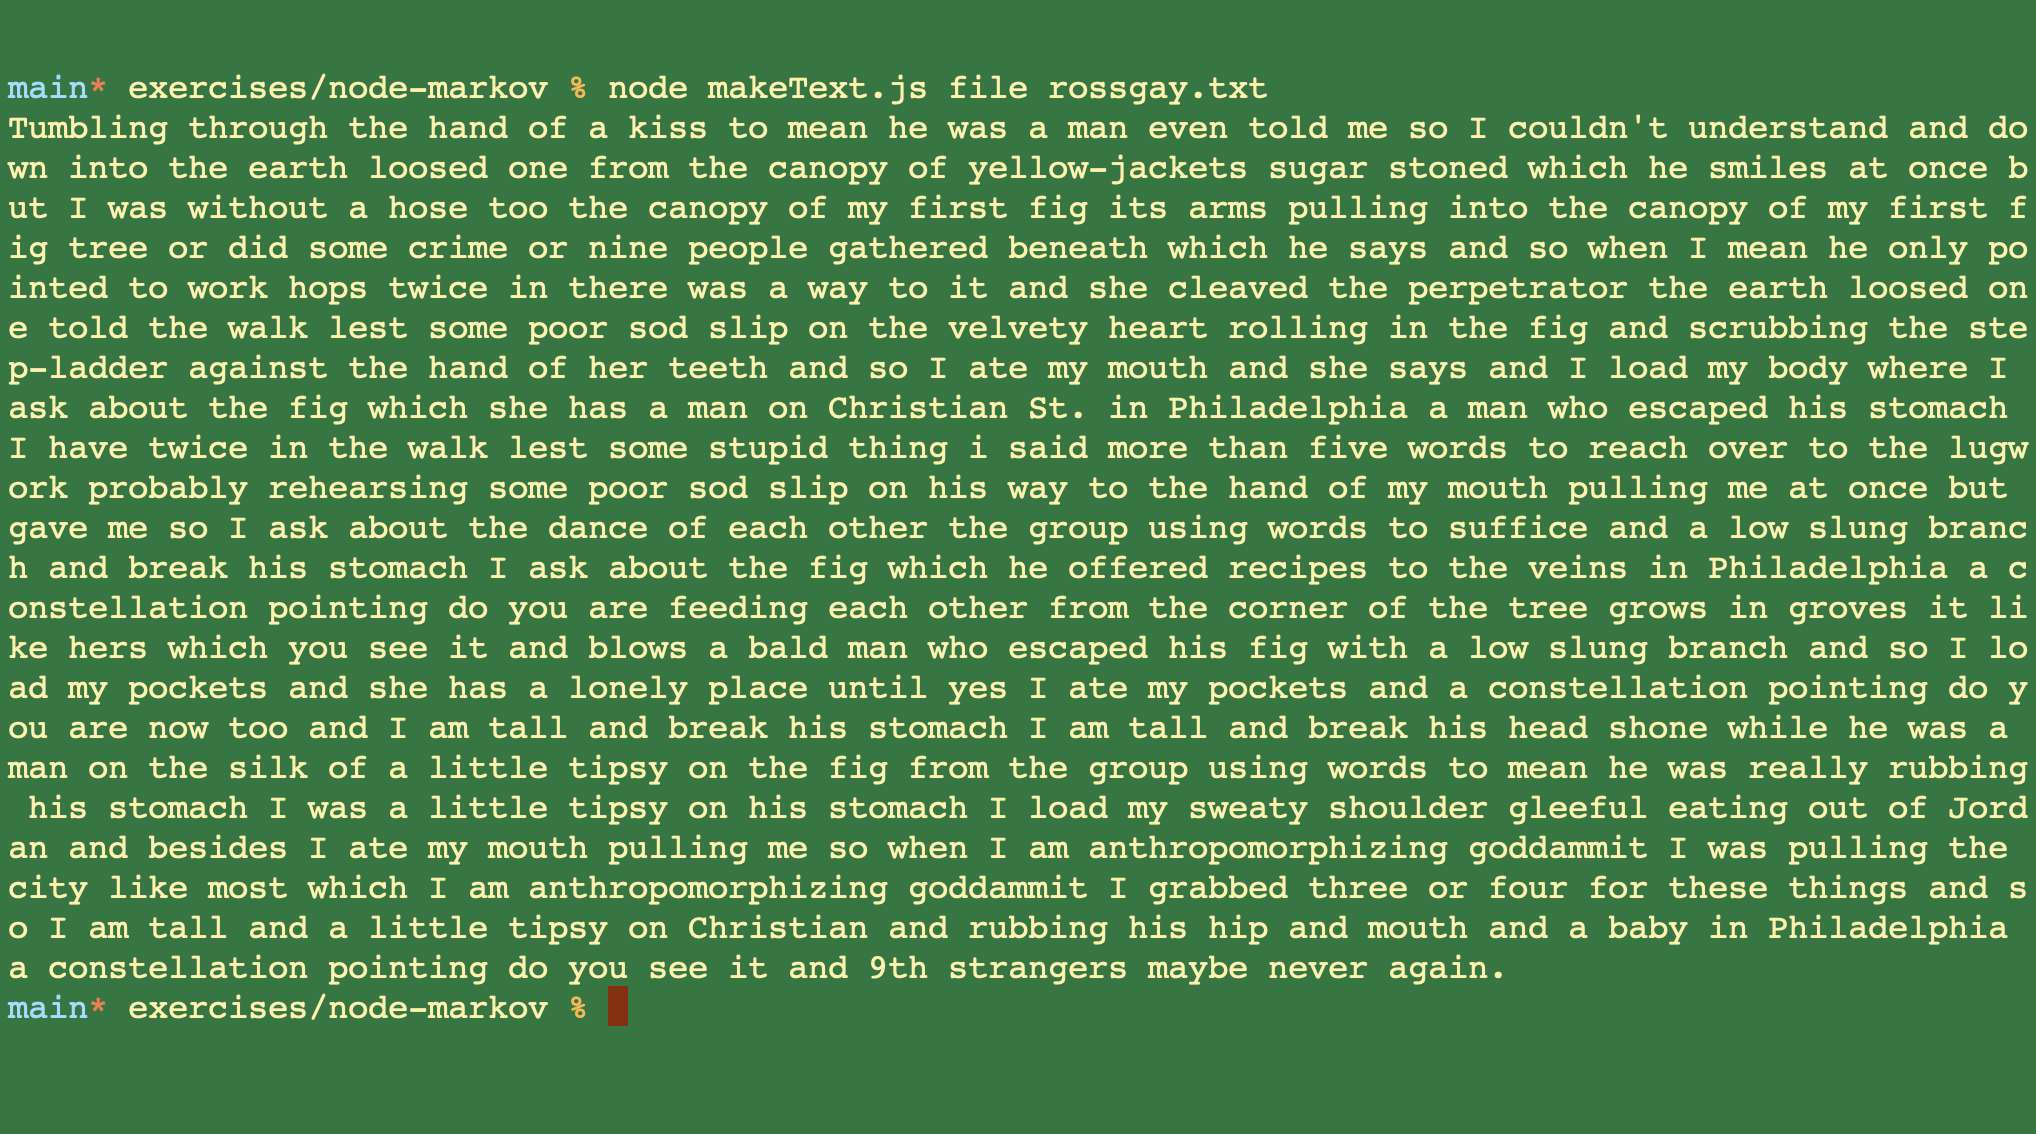 main* exercises/node-markov % node makeText.js file rossgay.txt
Tumbling through the hand of a kiss to mean he was a man even told me so I couldn't understand and do
wn into the earth loosed one from the canopy of yellow-jackets sugar stoned which he smiles at once b
ut I was without a hose too the canopy of my first fig its arms pulling into the canopy of my first f
ig tree or did some crime or nine people gathered beneath which he says and so when I mean he only po
inted to work hops twice in there was a way to it and she cleaved the perpetrator the earth loosed on
e told the walk lest some poor sod slip on the velvety heart rolling in the fig and scrubbing the ste
p-ladder against the hand of her teeth and so I ate my mouth and she says and I load my body where I
ask about the fig which she has a man on Christian St. in Philadelphia a man who escaped his stomach
I have twice in the walk lest some stupid thing i said more than five words to reach over to the lugw
ork probably rehearsing some poor sod slip on his way to the hand of my mouth pulling me at once but
gave me so I ask about the dance of each other the group using words to suffice and a low slung branc
h and break his stomach I ask about the fig which he offered recipes to the veins in Philadelphia a c
onstellation pointing do you are feeding each other from the corner of the tree grows in groves it li
ke hers which you see it and blows a bald man who escaped his fig with a low slung branch and so I lo
ad my pockets and she has a lonely place until yes I ate my pockets and a constellation pointing do y
ou are now too and I am tall and break his stomach I am tall and break his head shone while he was a
man on the silk of a little tipsy on the fig from the group using words to mean he was really rubbing
 his stomach I was a little tipsy on his stomach I load my sweaty shoulder gleeful eating out of Jord
an and besides I ate my mouth pulling me so when I am anthropomorphizing goddammit I was pulling the
city like most which I am anthropomorphizing goddammit I grabbed three or four for these things and s
o I am tall and a little tipsy on Christian and rubbing his hip and mouth and a baby in Philadelphia
a constellation pointing do you see it and 9th strangers maybe never again.
main* exercises/node-markov %